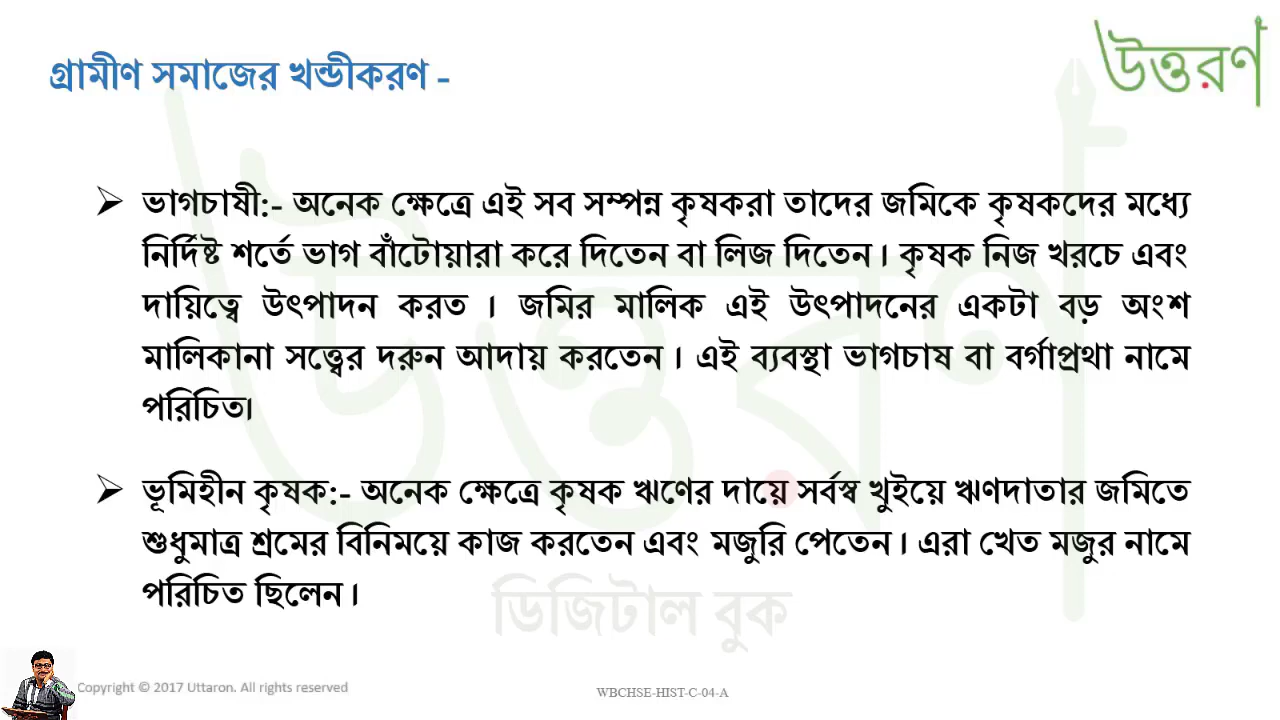 উত্তরণ
গ্রামীণ সমাজের খন্ডীকরণ -
➢ ভাগচাষী:- অনেক ক্ষেত্রে এই সব সম্পন্ন কৃষকরা তাদের জমিকে কৃষকদের মধ্যে
নির্দিষ্ট শর্তে ভাগ বাঁটোয়ারা করে দিতেন বা লিজ দিতেন। কৃষক নিজ খরচে এবং
দায়িত্বে উৎপাদন করত । জমির মালিক এই উৎপাদনের একটা বড় অংশ
মালিকানা সত্ত্বের দরুন আদায় করতেন। এই ব্যবস্থা ভাগচাষ বা বর্গাপ্রথা নামে
পরিচিত৷
➢ ভূমিহীন কৃষক:- অনেক ক্ষেত্রে কৃষক ঋণের দায়ে সর্বস্ব খুইয়ে ঋণদাতার জমিতে
শুধুমাত্র শ্রমের বিনিময়ে কাজ করতেন এবং মজুরি পেতেন। এরা খেত মজুর নামে
পরিচিত ছিলেন।
উত্তরণ
ডিজিটাল বুক
Copyright © 2017 Uttaron. All rights reserved
WBCHSE-HIST-C-04-A